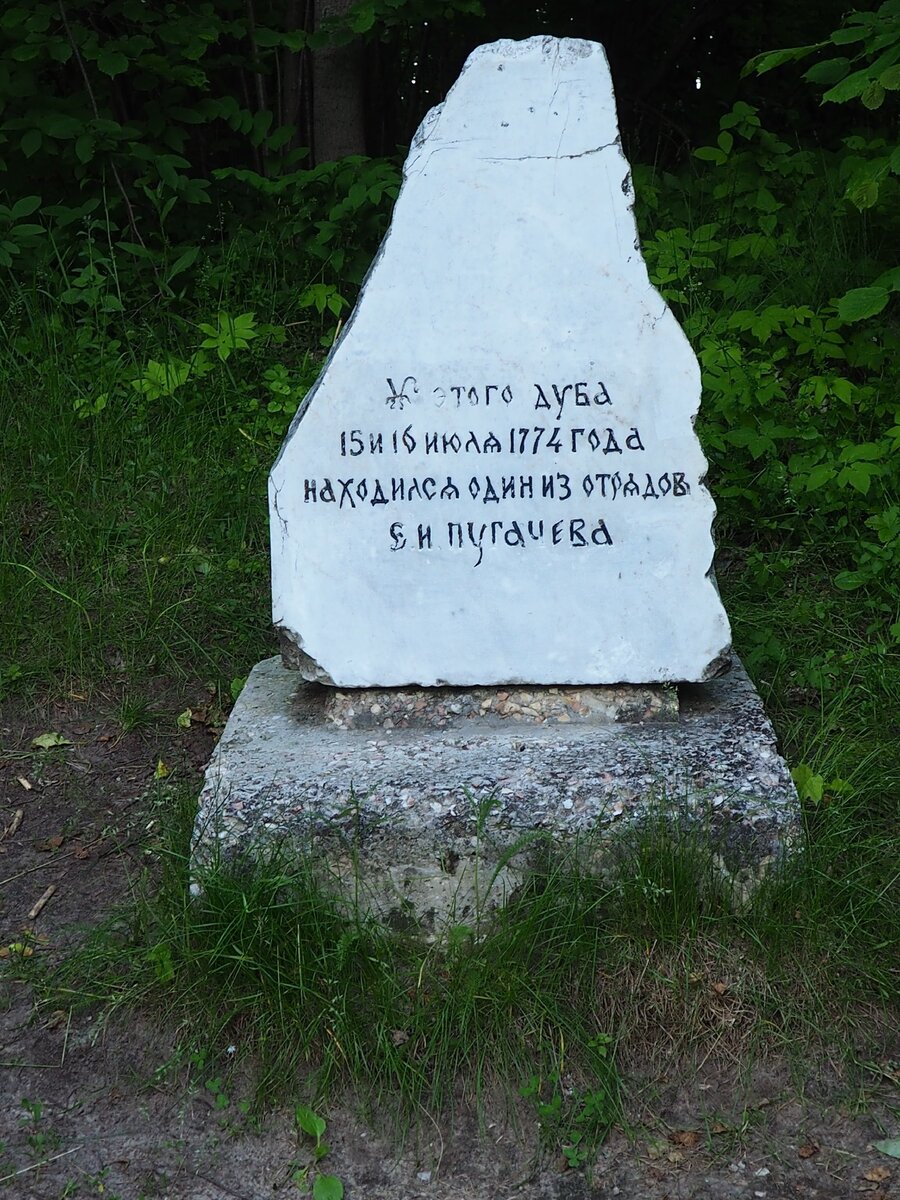 У этого дуба
15 и 16 июля 1774 года
находился один из отрядов
Е И Пугачева